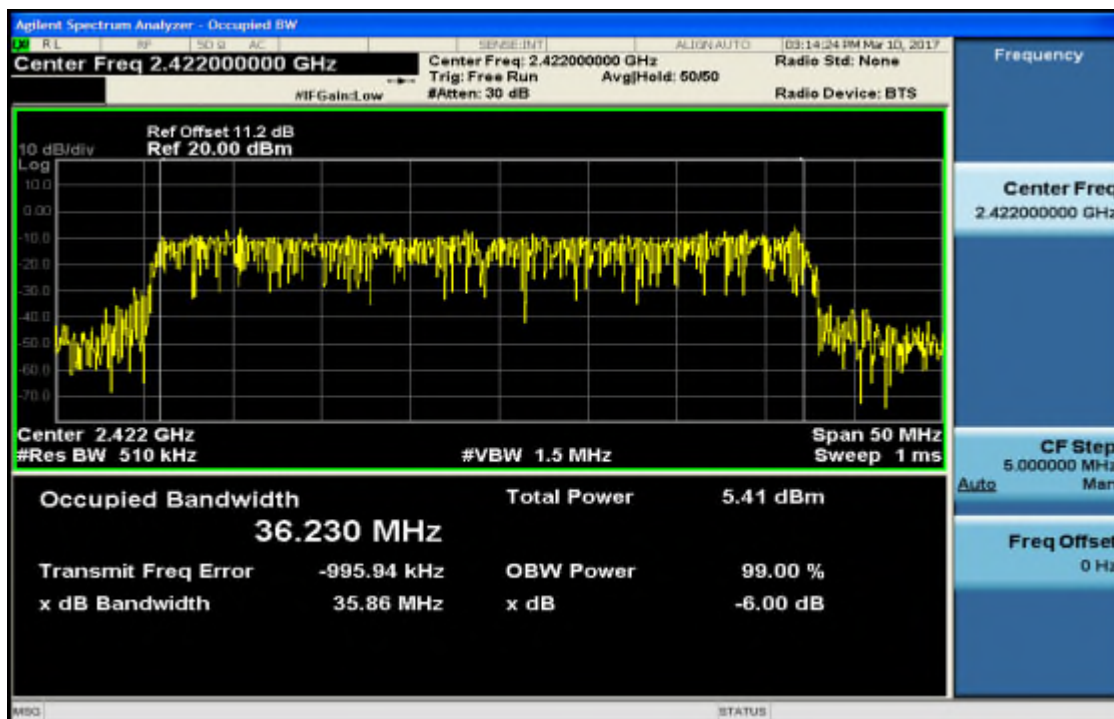 Agilent Spectrum Analyzer - Occupied BW
RL RF 50 Ω AC SENSE:INT ALIGN AUTO 03:14:24 PM Mar 10, 2017
Center Freq 2.422000000 GHz
Center Freq: 2.422000000 GHz
Radio Std: None
Trig: Free Run Avg|Hold: 50/50
#IFGain:Low
#Atten: 30 dB
Radio Device: BTS
Ref Offset 11.2 dB
10 dB/div Ref 20.00 dBm
Log
10.0
0.00
-10.0
-20.0
-30.0
-40.0
-50.0
-60.0
-70.0
Center 2.422 GHz Span 50 MHz
#Res BW 510 kHz #VBW 1.5 MHz Sweep 1 ms
Occupied Bandwidth Total Power 5.41 dBm
36.230 MHz
Transmit Freq Error -995.94 kHz OBW Power 99.00 %
x dB Bandwidth 35.86 MHz x dB -6.00 dB
MSG STATUS
Frequency
Center Freq
2.422000000 GHz
CF Step
5.000000 MHz
Auto Man
Freq Offset
0 Hz